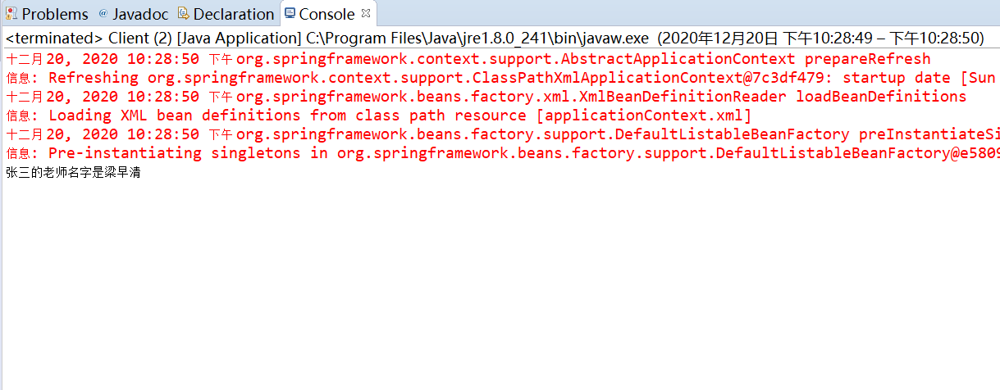 Problems Javadoc Declaration Console
<terminated> Client (2) [Java Application] C:\Program Files\Java\jre1.8.0_241\bin\javaw.exe (2020年12月20日 下午10:28:49 – 下午10:28:50)
十二月 20, 2020 10:28:50 下午 org.springframework.context.support.AbstractApplicationContext prepareRefresh
信息: Refreshing org.springframework.context.support.ClassPathXmlApplicationContext@7c3df479: startup date [Sun
十二月 20, 2020 10:28:50 下午 org.springframework.beans.factory.xml.XmlBeanDefinitionReader loadBeanDefinitions
信息: Loading XML bean definitions from class path resource [applicationContext.xml]
十二月 20, 2020 10:28:50 下午 org.springframework.beans.factory.support.DefaultListableBeanFactory preInstantiateSi
信息: Pre-instantiating singletons in org.springframework.beans.factory.support.DefaultListableBeanFactory@e5809
张三的老师名字是梁早清